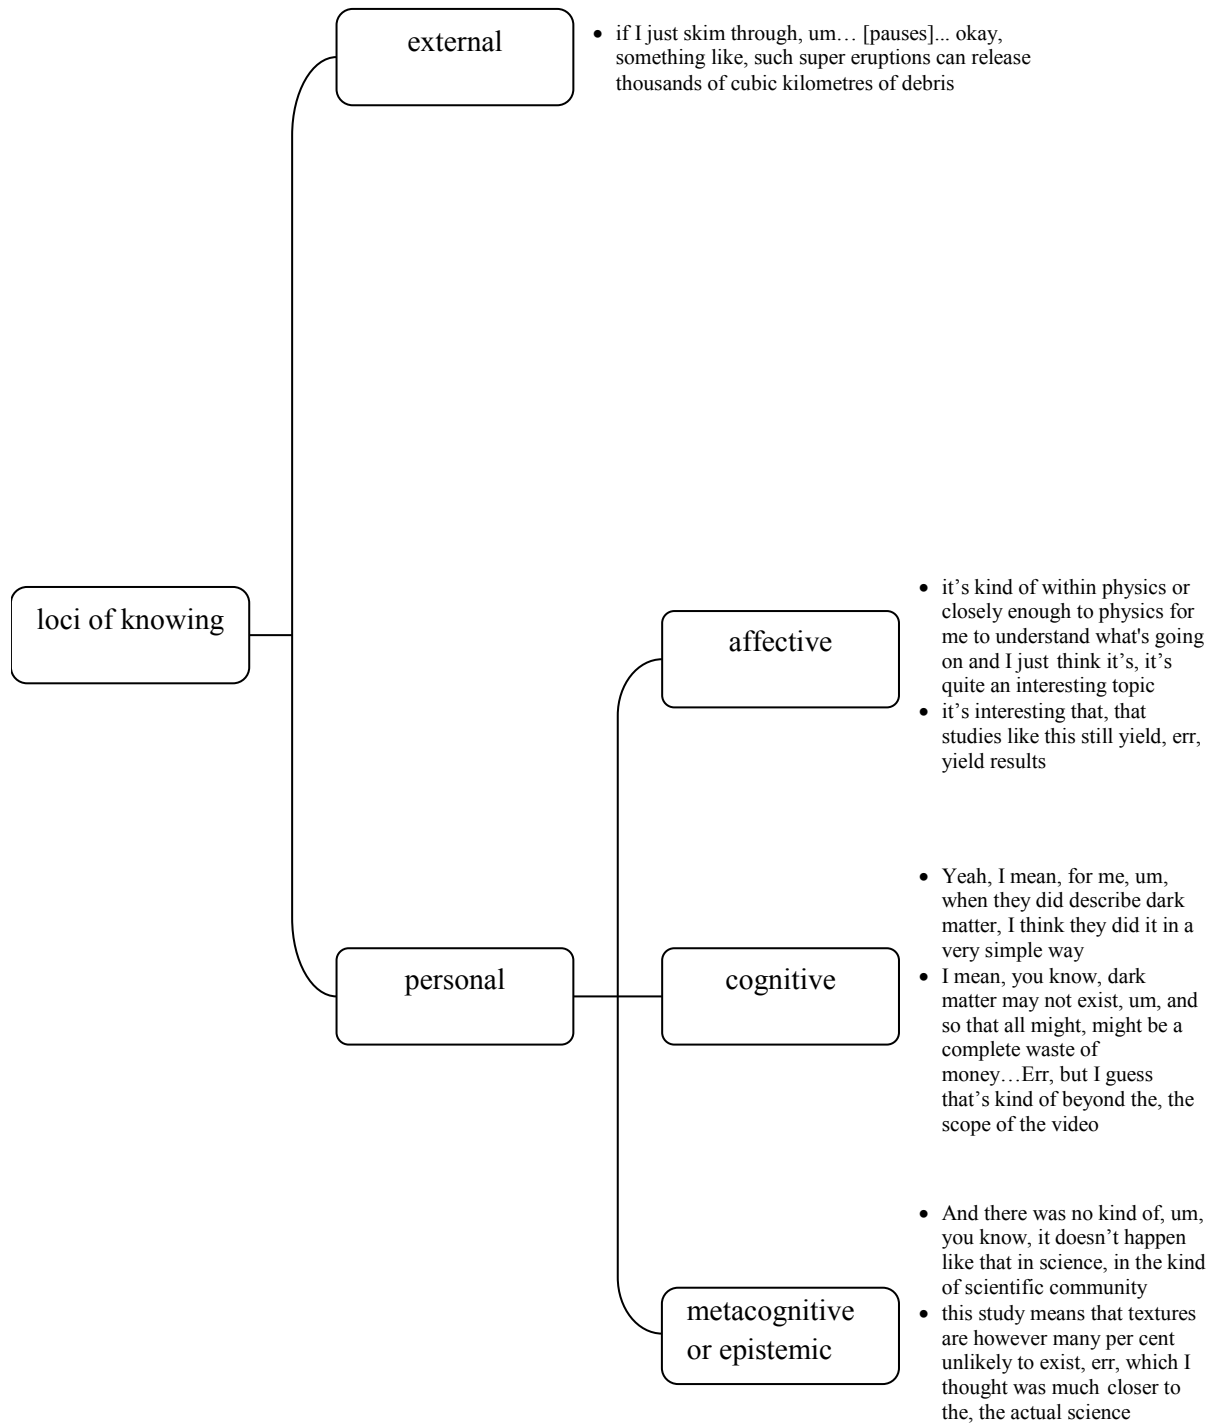 external
• if I just skim through, um… [pauses]... okay,
something like, such super eruptions can release
thousands of cubic kilometres of debris
loci of knowing
affective
• it’s kind of within physics or
closely enough to physics for
me to understand what's going
on and I just think it’s, it’s
quite an interesting topic
• it’s interesting that, that
studies like this still yield, err,
yield results
personal
cognitive
• Yeah, I mean, for me, um,
when they did describe dark
matter, I think they did it in a
very simple way
• I mean, you know, dark
matter may not exist, um, and
so that all might, might be a
complete waste of
money…Err, but I guess
that’s kind of beyond the, the
scope of the video
metacognitive
or epistemic
• And there was no kind of, um,
you know, it doesn’t happen
like that in science, in the kind
of scientific community
• this study means that textures
are however many per cent
unlikely to exist, err, which I
thought was much closer to
the, the actual science